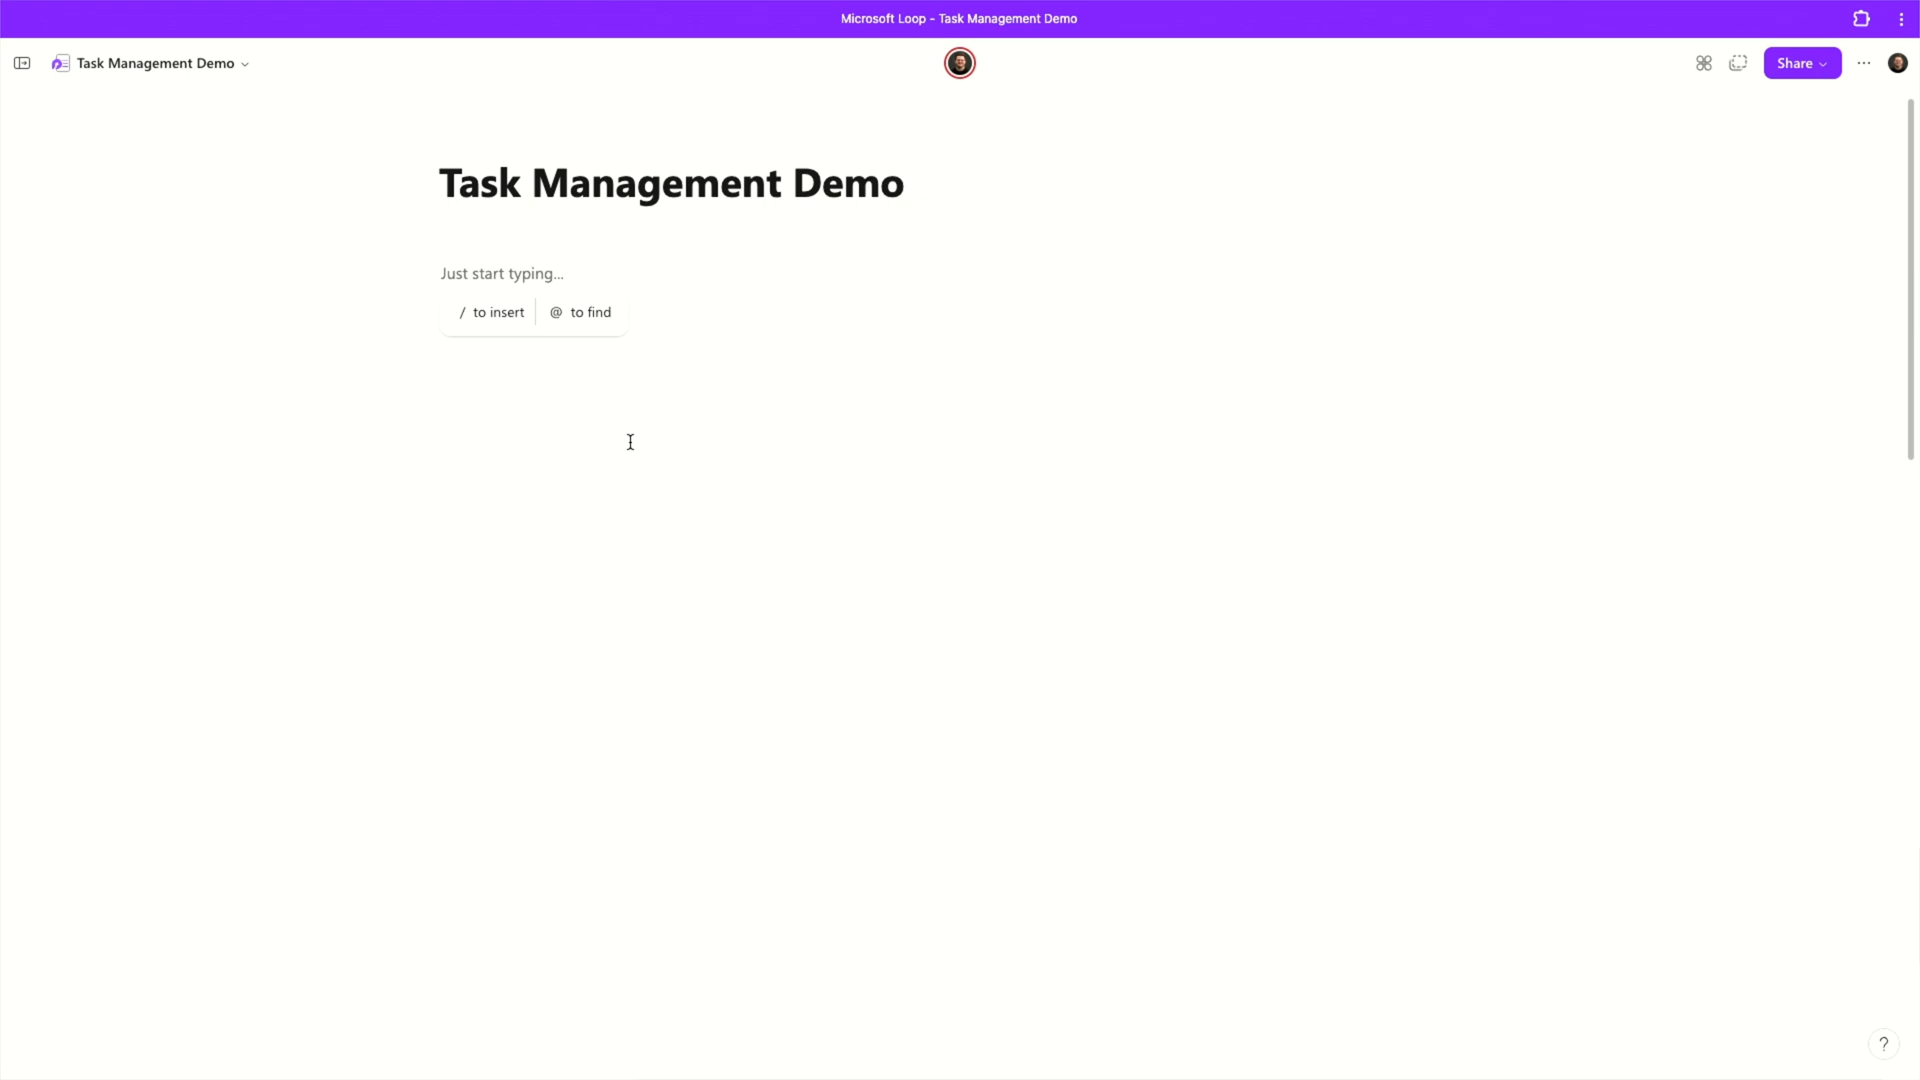 Microsoft Loop - Task Management Demo
Task Management Demo
Share
Task Management Demo
Just start typing...
/ to insert
@ to find
?